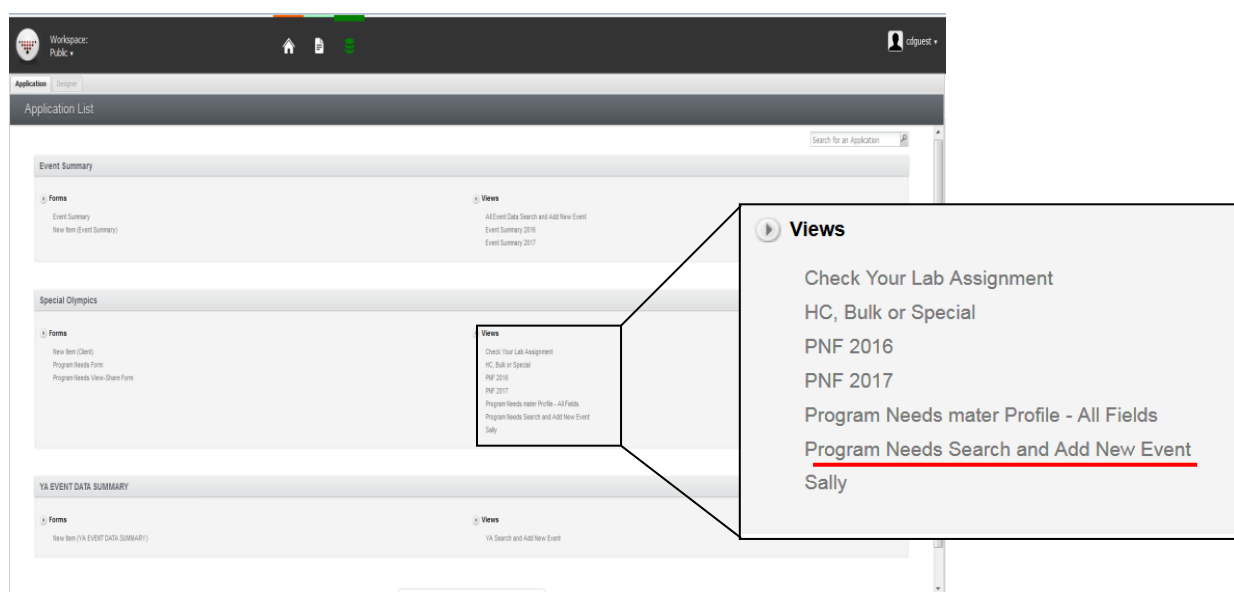 Workspace:
Public
cdguest
Application Designer
Application List
Search for an Application
Event Summary
Forms
Event Summary
New Item (Event Summary)
Views
All Event Data Search and Add New Event
Event Summary 2016
Event Summary 2017
Special Olympics
Forms
New Item (Client)
Program Needs Form
Program Needs View-Share Form
Views
Check Your Lab Assignment
HC, Bulk or Special
PNF 2016
PNF 2017
Program Needs mater Profile - All Fields
Program Needs Search and Add New Event
Sally
YA EVENT DATA SUMMARY
Forms
New Item (YA EVENT DATA SUMMARY)
Views
YA Search and Add New Event
Views
Check Your Lab Assignment
HC, Bulk or Special
PNF 2016
PNF 2017
Program Needs mater Profile - All Fields
Program Needs Search and Add New Event
Sally